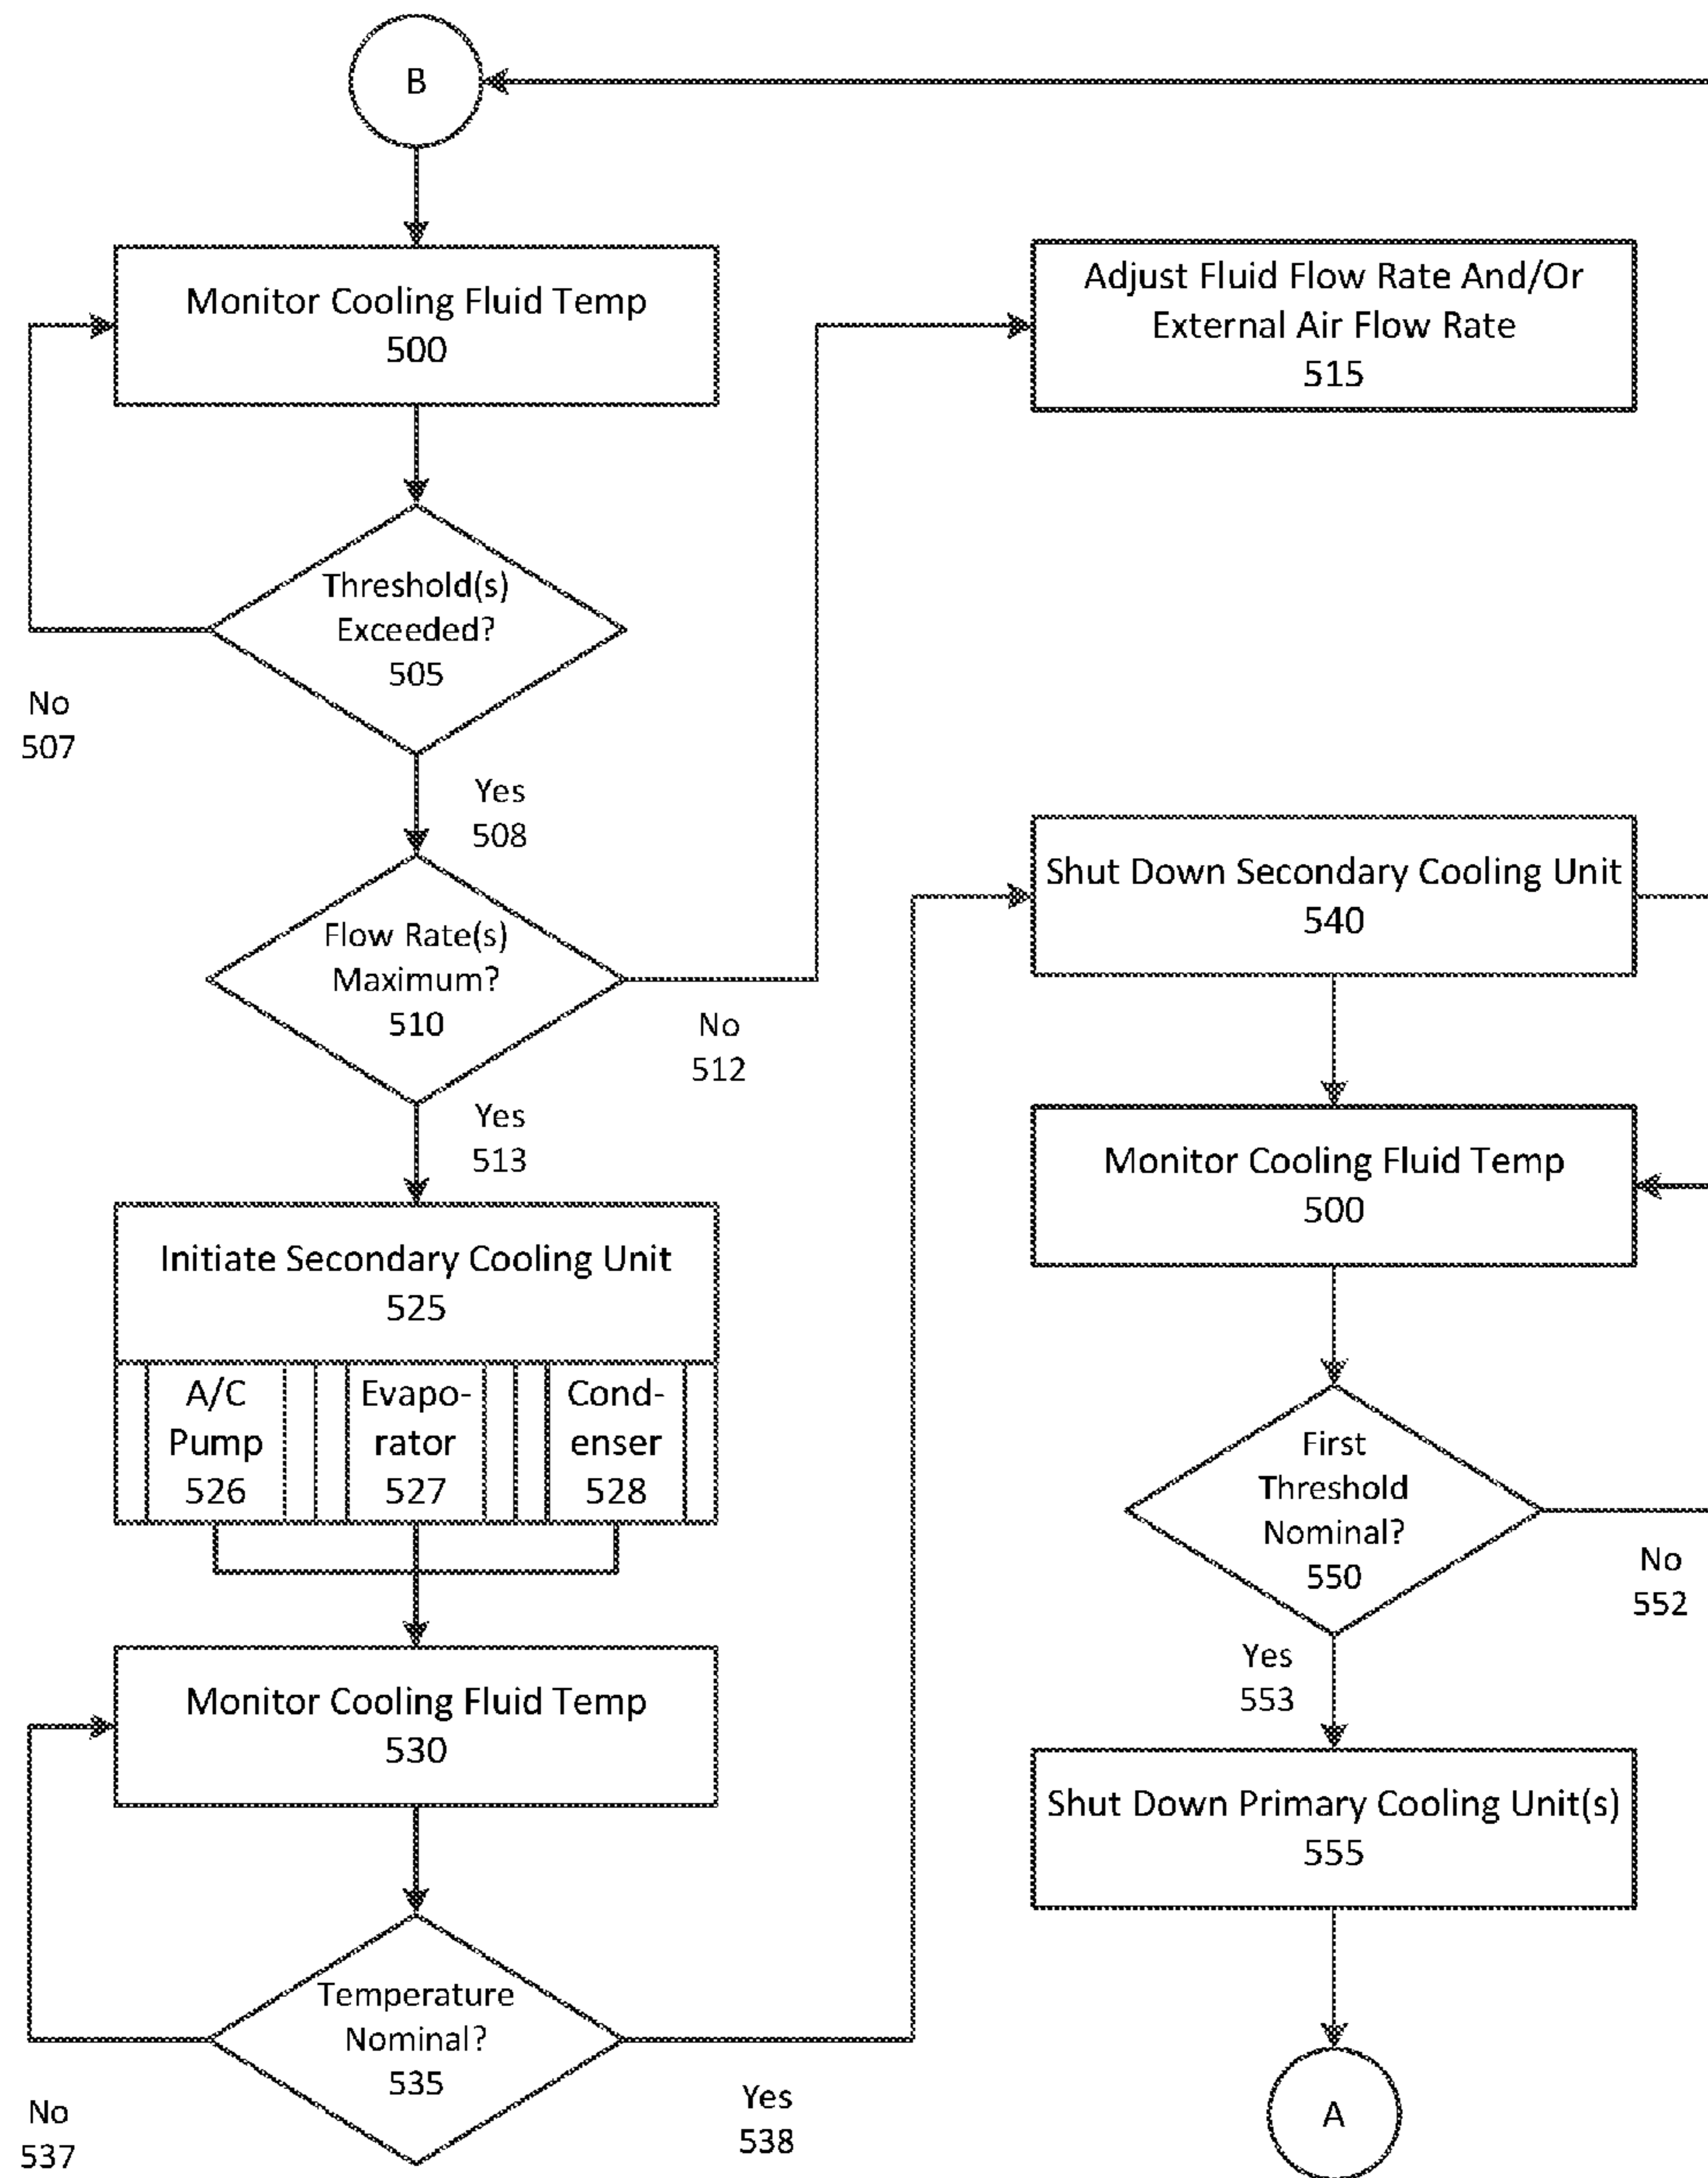 B
Monitor Cooling Fluid Temp
500
Threshold(s)
Exceeded?
505
No
507
Yes
508
Flow Rate(s)
Maximum?
510
No
512
Yes
513
Initiate Secondary Cooling Unit
525
A/C
Pump
526
Evapo-
rator
527
Cond-
enser
528
Monitor Cooling Fluid Temp
530
Temperature
Nominal?
535
No
537
Yes
538
Adjust Fluid Flow Rate And/Or
External Air Flow Rate
515
Shut Down Secondary Cooling Unit
540
Monitor Cooling Fluid Temp
500
First
Threshold
Nominal?
550
No
552
Yes
553
Shut Down Primary Cooling Unit(s)
555
A